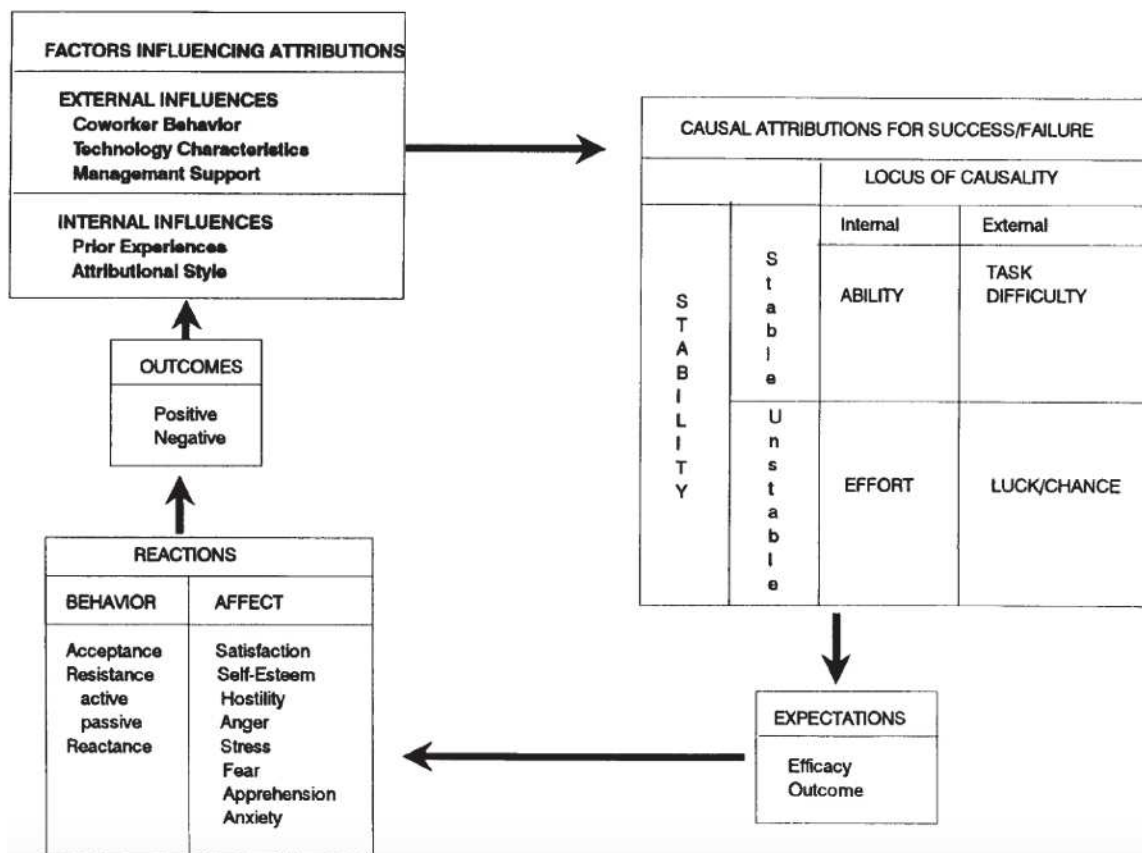 FACTORS INFLUENCING ATTRIBUTIONS
EXTERNAL INFLUENCES
Coworker Behavior
Technology Characteristics
Managemant Support
INTERNAL INFLUENCES
Prior Experiences
Attributional Style
CAUSAL ATTRIBUTIONS FOR SUCCESS/FAILURE
LOCUS OF CAUSALITY
Internal
External
STABILITY
Stable
ABILITY
TASK
DIFFICULTY
Unstable
EFFORT
LUCK/CHANCE
EXPECTATIONS
Efficacy
Outcome
REACTIONS
BEHAVIOR
Acceptance
Resistance
active
passive
Reactance
AFFECT
Satisfaction
Self-Esteem
Hostility
Anger
Stress
Fear
Apprehension
Anxiety
OUTCOMES
Positive
Negative